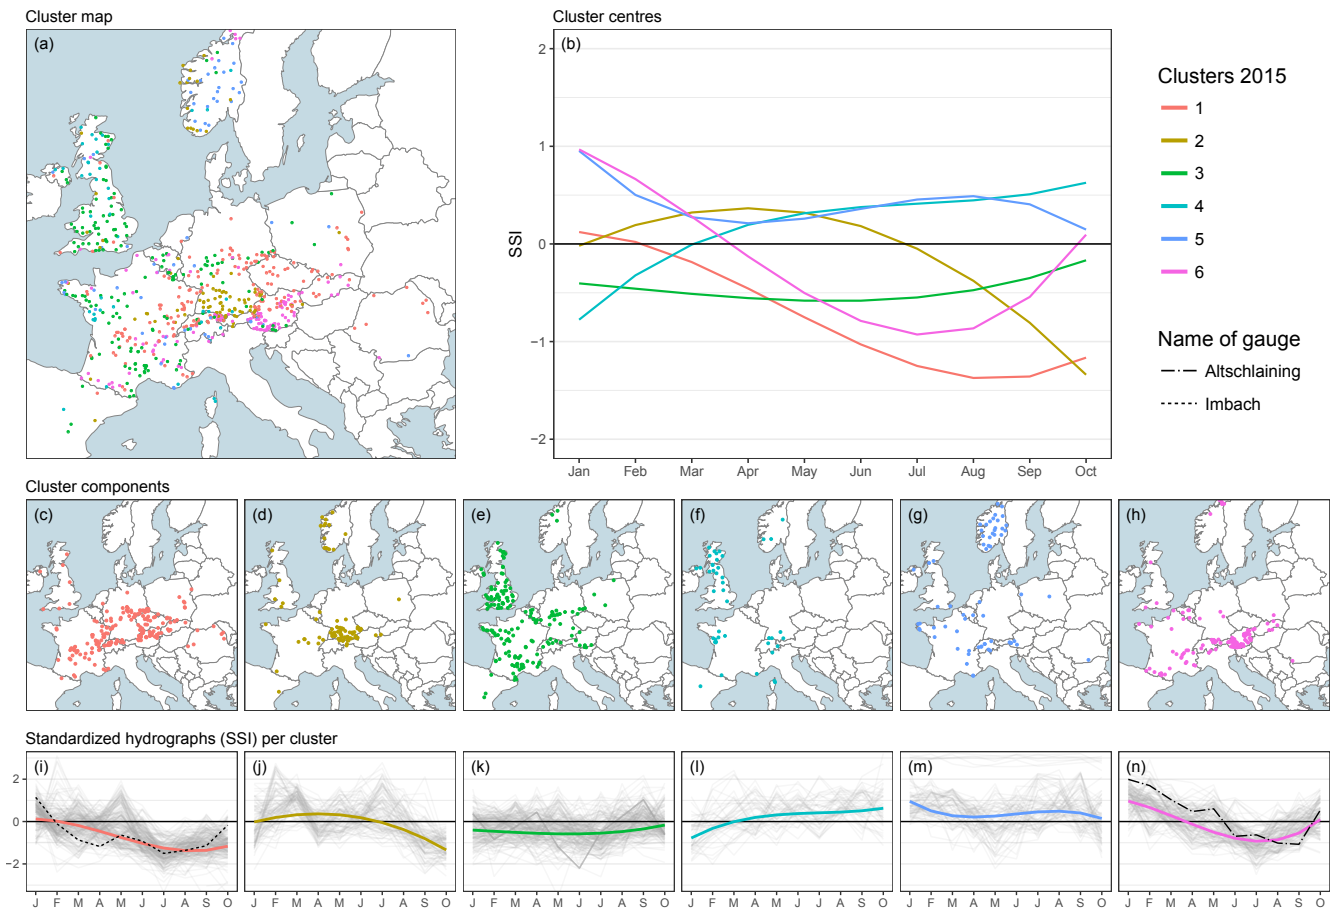 Cluster map
Cluster centres
(a)
(b)
2
1
0
−1
−2
SSI
Jan Feb Mar Apr May Jun Jul Aug Sep Oct
Clusters 2015
1
2
3
4
5
6
Name of gauge
Altschlaining
Imbach
Cluster components
(c) (d) (e) (f) (g) (h)
Standardized hydrographs (SSI) per cluster
(i) (j) (k) (l) (m) (n)
2
0
−2
J F M A M J J A S O J F M A M J J A S O J F M A M J J A S O J F M A M J J A S O J F M A M J J A S O J F M A M J J A S O